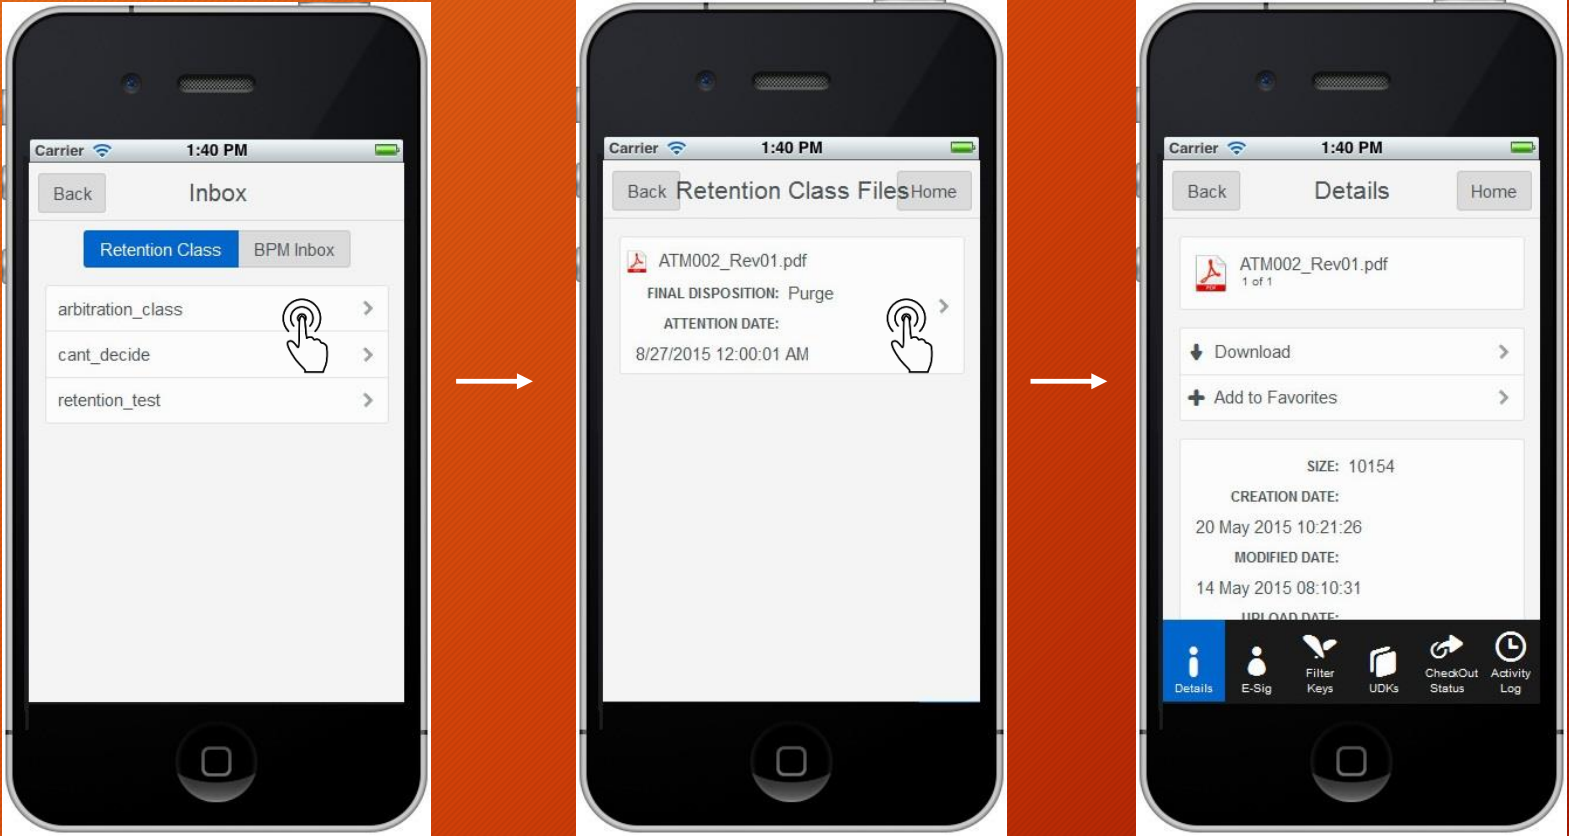 Carrier 1:40 PM
Back Inbox
Retention Class BPM Inbox
arbitration_class
cant_decide
retention_test
Carrier 1:40 PM
Back Retention Class Files Home
ATM002_Rev01.pdf
FINAL DISPOSITION: Purge
ATTENTION DATE:
8/27/2015 12:00:01 AM
Carrier 1:40 PM
Back Details Home
ATM002_Rev01.pdf
1 of 1
Download
Add to Favorites
SIZE: 10154
CREATION DATE:
20 May 2015 10:21:26
MODIFIED DATE:
14 May 2015 08:10:31
UPLOAD DATE:
Details
E-Sig
Filter
Keys
UDKs
CheckOut
Status
Activity
Log